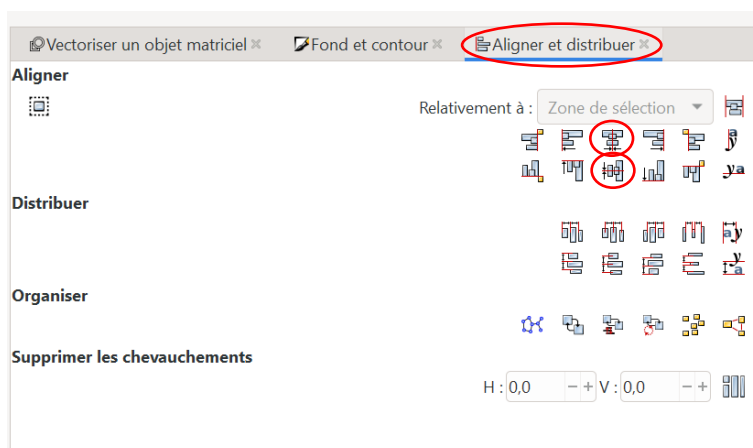 Vectoriser un objet matriciel Fond et contour Aligner et distribuer
Aligner
Relativement à : Zone de sélection
Distribuer
Organiser
Supprimer les chevauchements
H : 0,0 − + V : 0,0 − +